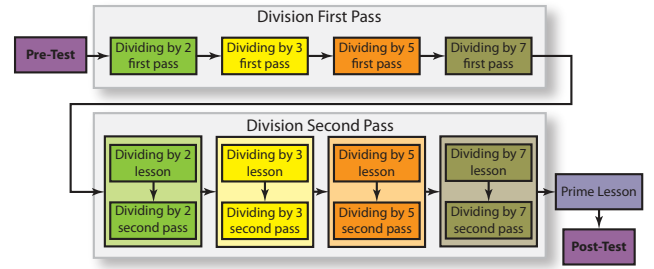 Division First Pass
Pre-Test
Dividing by 2
first pass
Dividing by 3
first pass
Dividing by 5
first pass
Dividing by 7
first pass
Division Second Pass
Dividing by 2
lesson
Dividing by 2
second pass
Dividing by 3
lesson
Dividing by 3
second pass
Dividing by 5
lesson
Dividing by 5
second pass
Dividing by 7
lesson
Dividing by 7
second pass
Prime Lesson
Post-Test